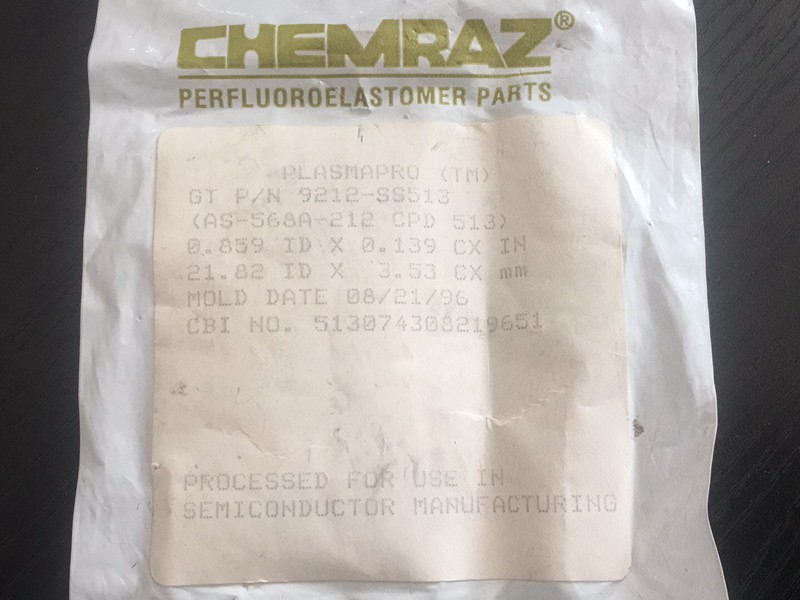 CHEMRAZ®
PERFLUOROELASTOMER PARTS
PLASMAPRO (TM)
GT P/N 9212-SS513
(AS-568A-212 CPD 513)
0.859 ID X 0.139 CX IN
21.82 ID X 3.53 CX mm
MOLD DATE 08/21/96
CBI NO. 513074308219651
PROCESSED FOR USE IN
SEMICONDUCTOR MANUFACTURING